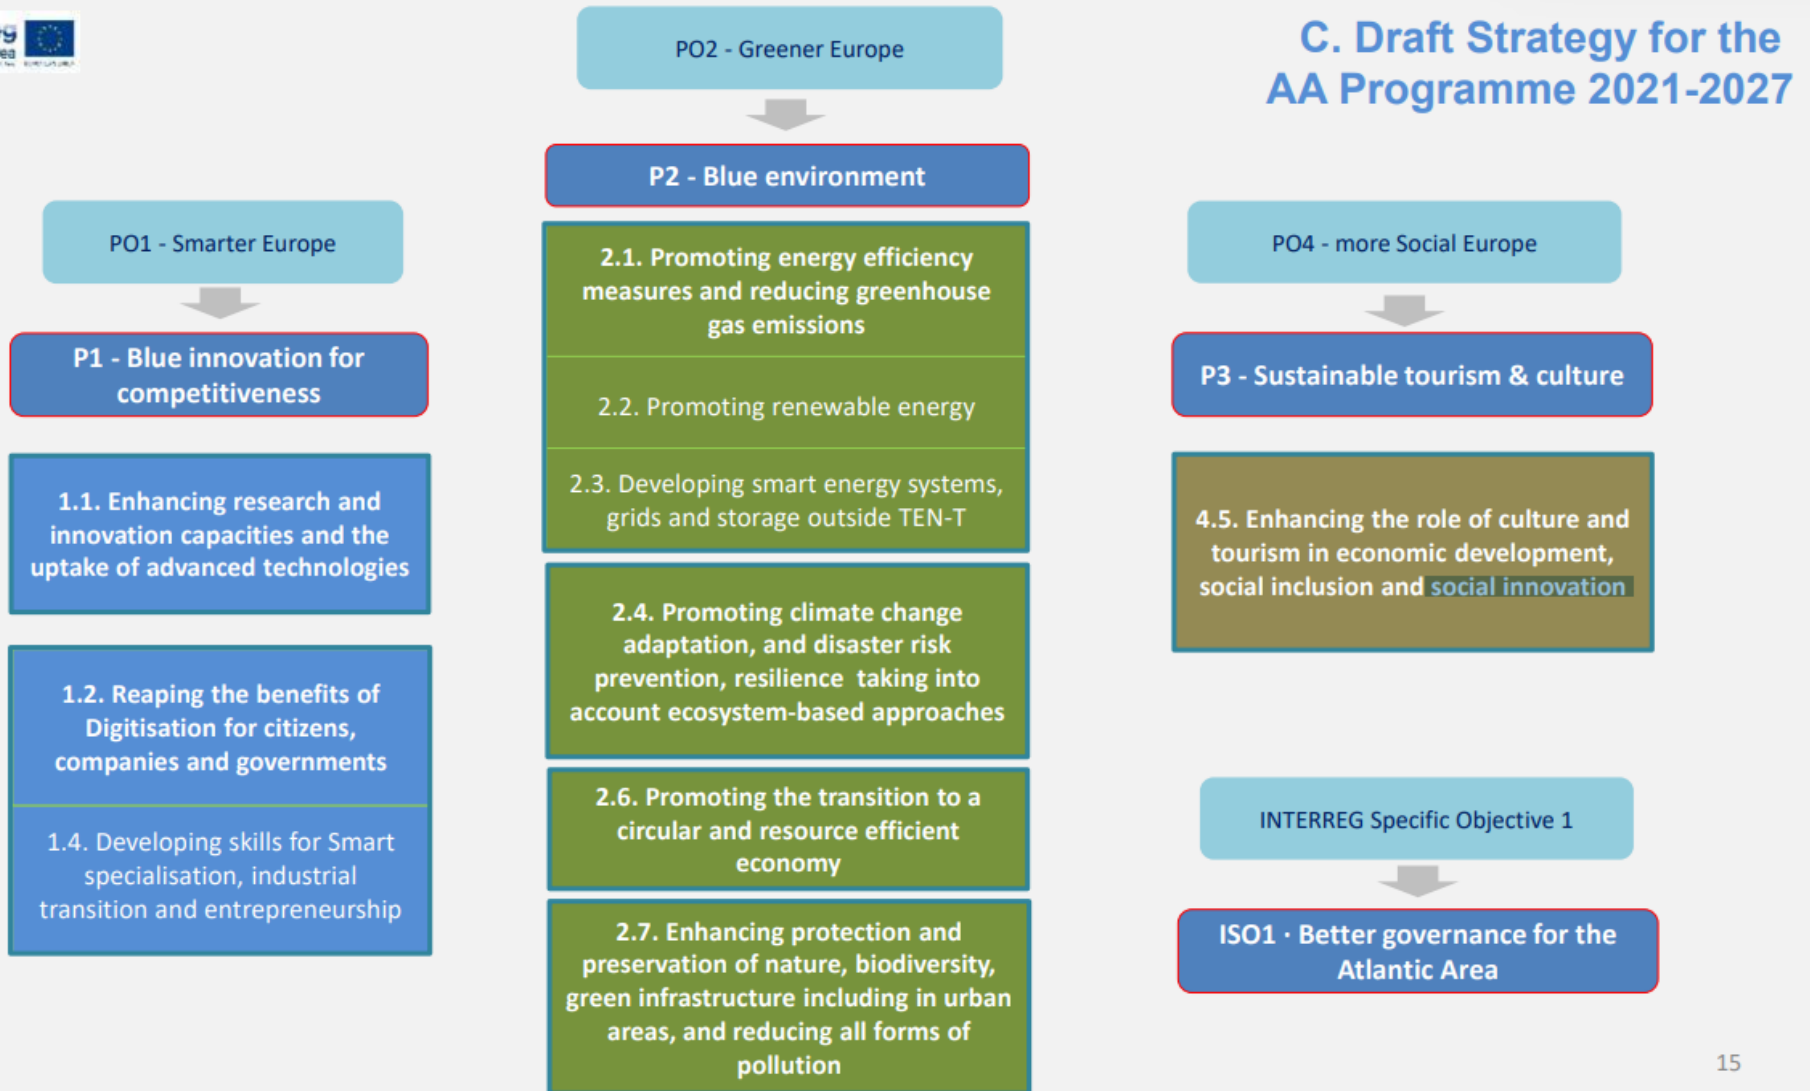 C. Draft Strategy for the
AA Programme 2021-2027
PO1 - Smarter Europe
P1 - Blue innovation for
competitiveness
1.1. Enhancing research and
innovation capacities and the
uptake of advanced technologies
1.2. Reaping the benefits of
Digitisation for citizens,
companies and governments
1.4. Developing skills for Smart
specialisation, industrial
transition and entrepreneurship
PO2 - Greener Europe
P2 - Blue environment
2.1. Promoting energy efficiency
measures and reducing greenhouse
gas emissions
2.2. Promoting renewable energy
2.3. Developing smart energy systems,
grids and storage outside TEN-T
2.4. Promoting climate change
adaptation, and disaster risk
prevention, resilience taking into
account ecosystem-based approaches
2.6. Promoting the transition to a
circular and resource efficient
economy
2.7. Enhancing protection and
preservation of nature, biodiversity,
green infrastructure including in urban
areas, and reducing all forms of
pollution
PO4 - more Social Europe
P3 - Sustainable tourism & culture
4.5. Enhancing the role of culture and
tourism in economic development,
social inclusion and social innovation
INTERREG Specific Objective 1
ISO1 · Better governance for the
Atlantic Area
15